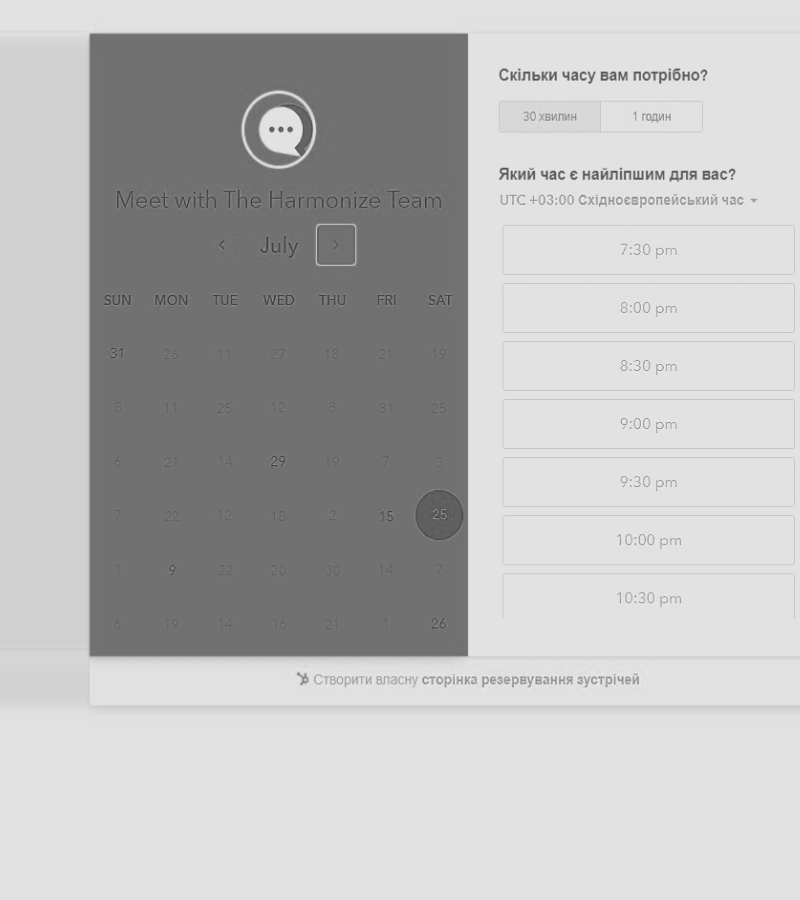 Meet with The Harmonize Team
July
SUN MON TUE WED THU FRI SAT
31 26 11 27 18 21 19
8 11 25 12 8 31 25
6 21 14 29 19 7 3
7 22 12 18 2 15 25
1 9 22 20 30 14 7
6 19 14 16 21 1 26
Скільки часу вам потрібно?
30 хвилин 1 годин
Який час є найліпшим для вас?
UTC +03:00 Східноєвропейський час
7:30 pm
8:00 pm
8:30 pm
9:00 pm
9:30 pm
10:00 pm
10:30 pm
Створити власну сторінка резервування зустрічей